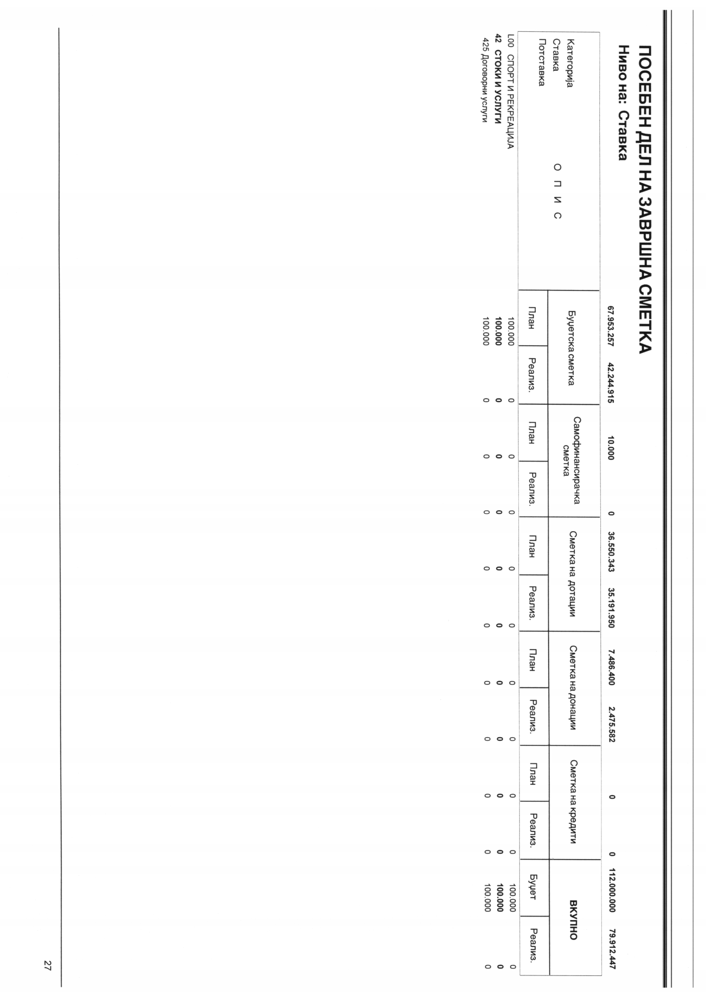 ПОСЕБЕН ДЕЛ НА ЗАВРШНА СМЕТКА
Ниво на: Ставка
67.953.257 42.244.915 10.000 0 36.550.343 35.191.950 7.486.400 2.475.582 0 0 112.000.000 79.912.447
Категорија
Ставка
Потставка
О П И С
Буџетска сметка
Самофинансирачка
сметка
Сметка на дотации
Сметка на донации
Сметка на кредити
ВКУПНО
План Реализ. План Реализ. План Реализ. План Реализ. План Реализ. Буџет Реализ.
L00 СПОРТ И РЕКРЕАЦИЈА 100.000 0 0 0 0 0 0 0 0 0 100.000 0
42 СТОКИ И УСЛУГИ 100.000 0 0 0 0 0 0 0 0 0 100.000 0
425 Договорни услуги 100.000 0 0 0 0 0 0 0 0 0 100.000 0
27